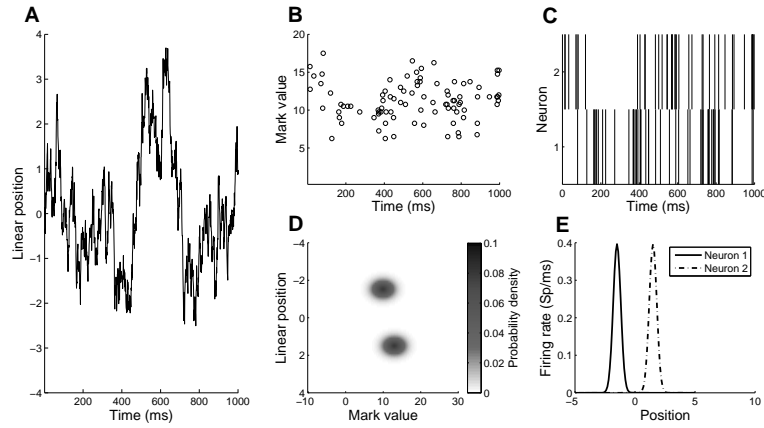 A
4
3
2
1
0
−1
−2
−3
−4
200 400 600 800 1000
Linear position
Time (ms)
B
20
15
10
5
200 400 600 800 1000
Mark value
Time (ms)
C
2
1
0 200 400 600 800 1000
Neuron
Time (ms)
D
−4
−2
0
2
4
−10 0 10 20 30
Linear position
Mark value
0.1
0.08
0.06
0.04
0.02
0
Probability density
E
0.4
0.3
0.2
0.1
0
−5 0 5 10
Firing rate (Sp/ms)
Position
Neuron 1
Neuron 2